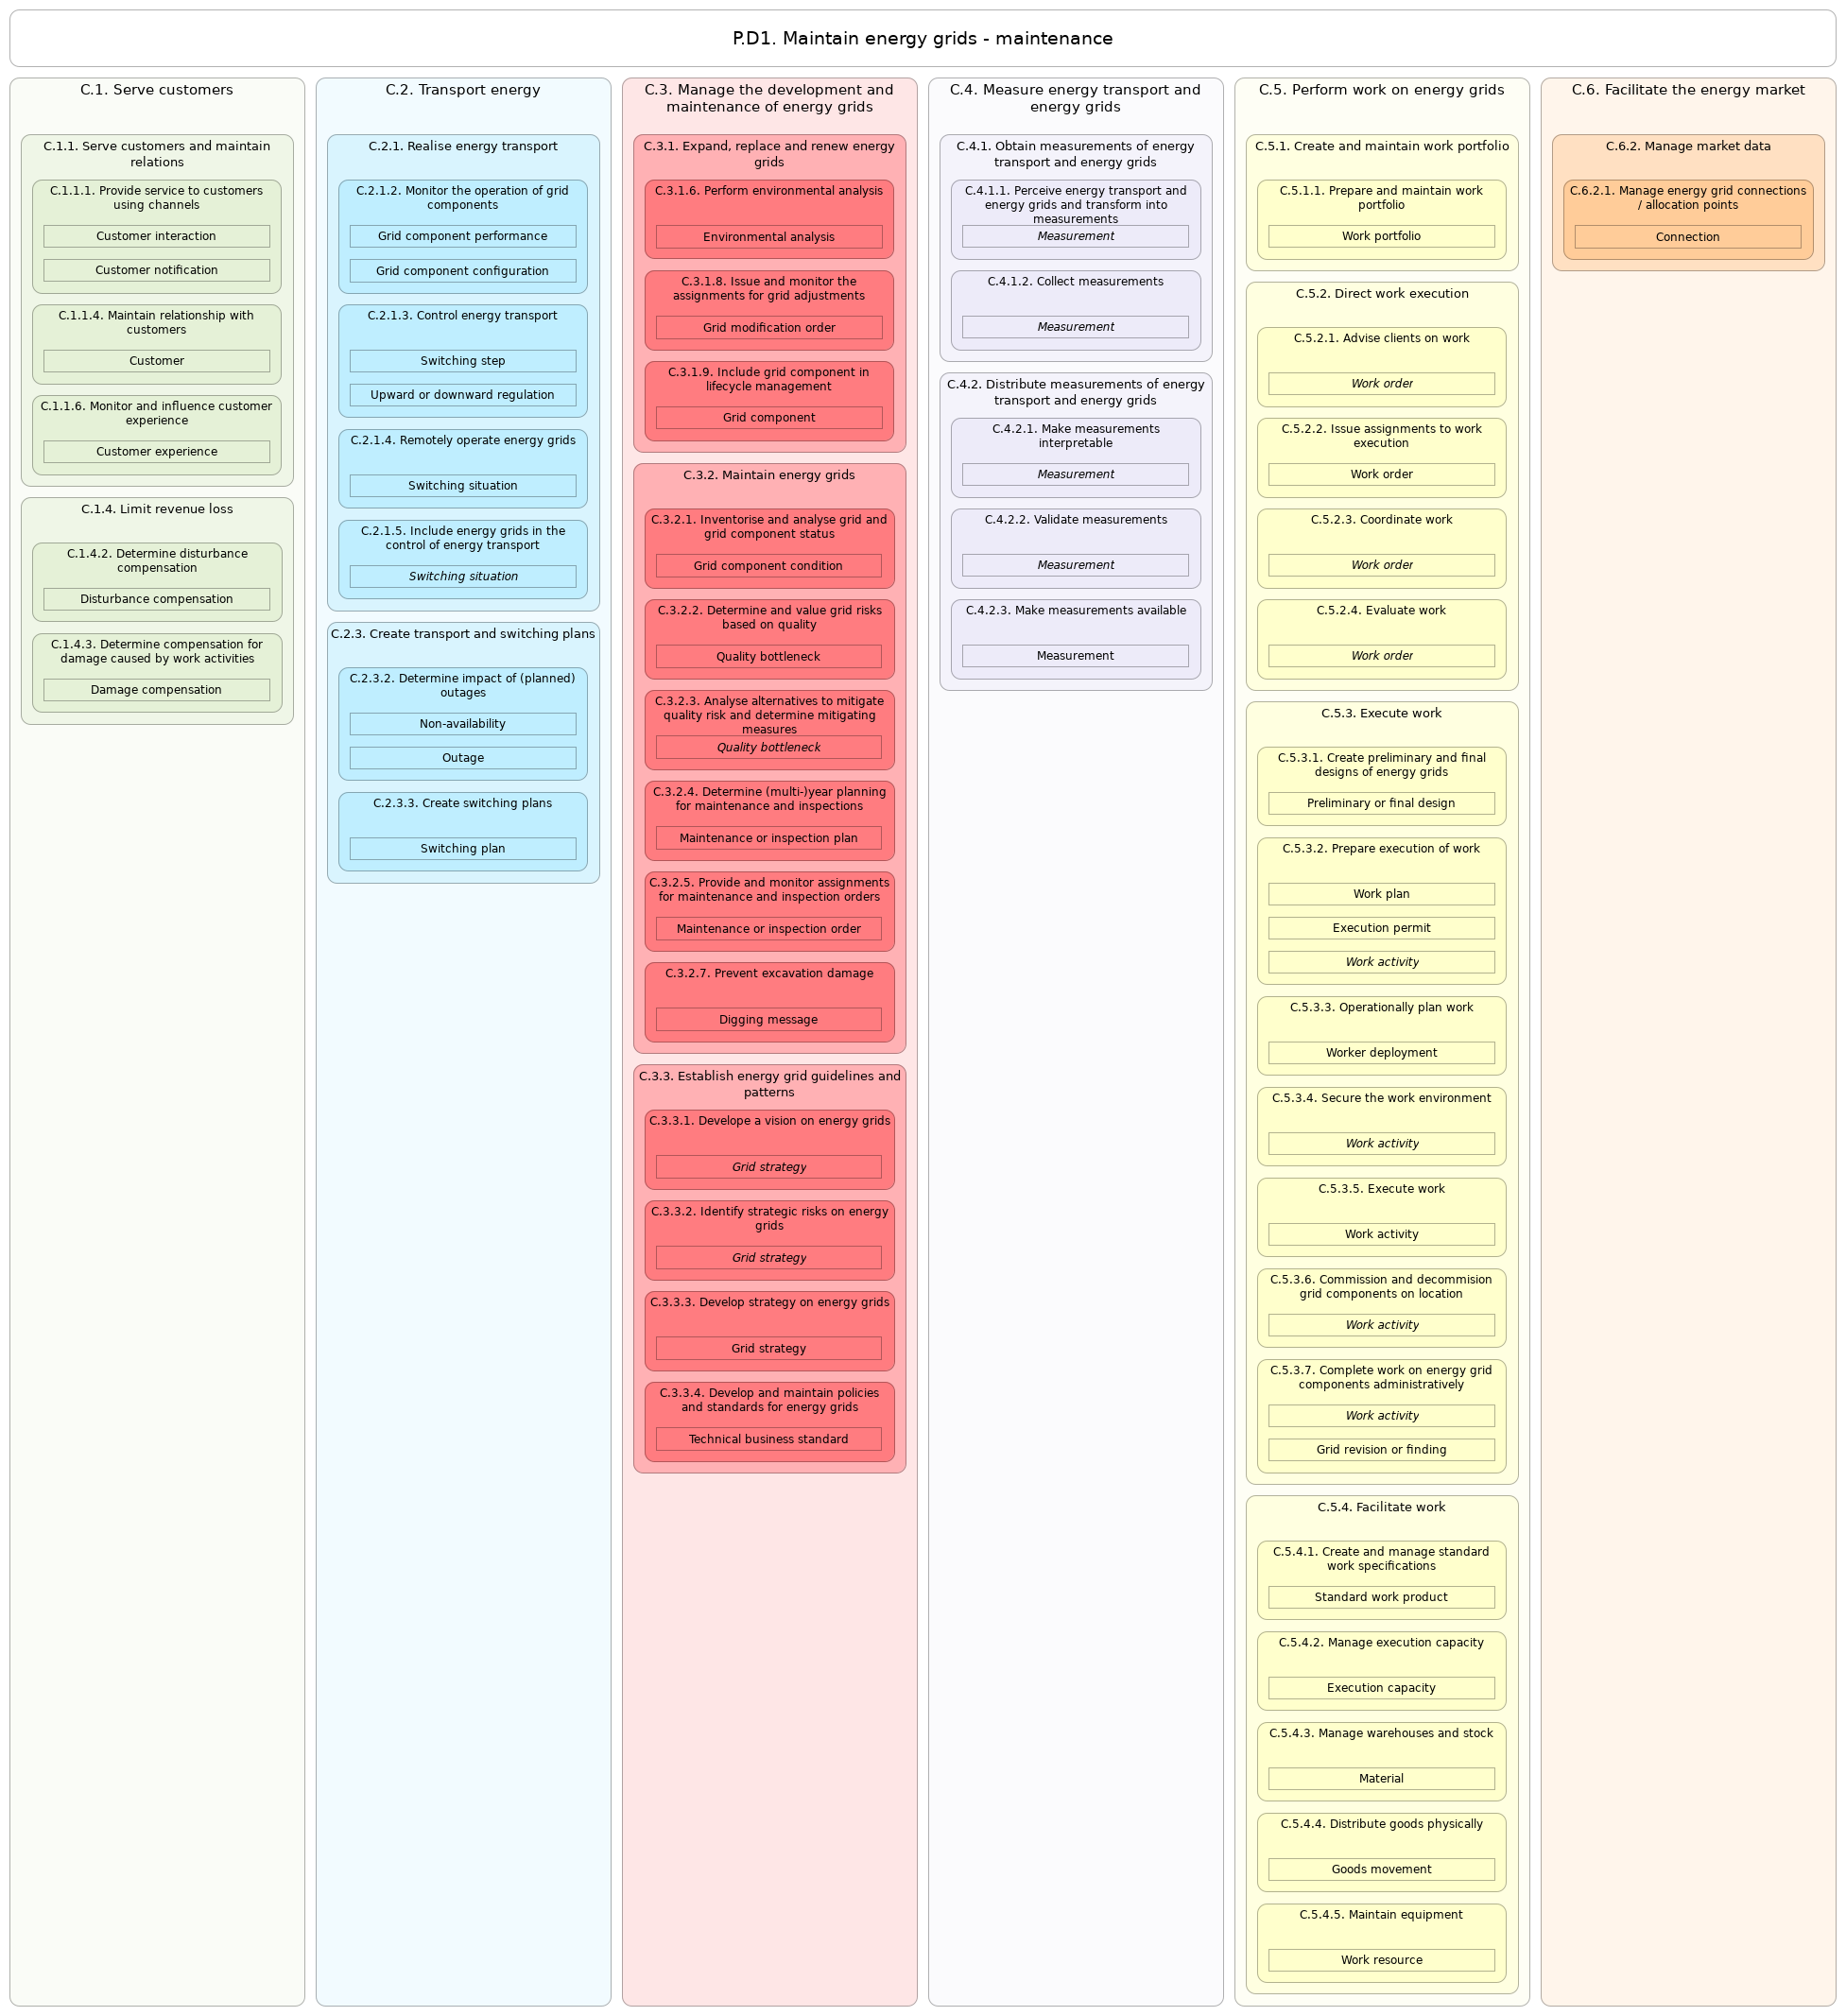 P.D1. Maintain energy grids - maintenance
C.1. Serve customers
C.1.1. Serve customers and maintain
relations
C.1.1.1. Provide service to customers
using channels
Customer interaction
Customer notification
C.1.1.4. Maintain relationship with
customers
Customer
C.1.1.6. Monitor and influence customer
experience
Customer experience
C.1.4. Limit revenue loss
C.1.4.2. Determine disturbance
compensation
Disturbance compensation
C.1.4.3. Determine compensation for
damage caused by work activities
Damage compensation
C.2. Transport energy
C.2.1. Realise energy transport
C.2.1.2. Monitor the operation of grid
components
Grid component performance
Grid component configuration
C.2.1.3. Control energy transport
Switching step
Upward or downward regulation
C.2.1.4. Remotely operate energy grids
Switching situation
C.2.1.5. Include energy grids in the
control of energy transport
Switching situation
C.2.3. Create transport and switching plans
C.2.3.2. Determine impact of (planned)
outages
Non-availability
Outage
C.2.3.3. Create switching plans
Switching plan
C.3. Manage the development and
maintenance of energy grids
C.3.1. Expand, replace and renew energy
grids
C.3.1.6. Perform environmental analysis
Environmental analysis
C.3.1.8. Issue and monitor the
assignments for grid adjustments
Grid modification order
C.3.1.9. Include grid component in
lifecycle management
Grid component
C.3.2. Maintain energy grids
C.3.2.1. Inventorise and analyse grid and
grid component status
Grid component condition
C.3.2.2. Determine and value grid risks
based on quality
Quality bottleneck
C.3.2.3. Analyse alternatives to mitigate
quality risk and determine mitigating
measures
Quality bottleneck
C.3.2.4. Determine (multi-)year planning
for maintenance and inspections
Maintenance or inspection plan
C.3.2.5. Provide and monitor assignments
for maintenance and inspection orders
Maintenance or inspection order
C.3.2.7. Prevent excavation damage
Digging message
C.3.3. Establish energy grid guidelines and
patterns
C.3.3.1. Develope a vision on energy grids
Grid strategy
C.3.3.2. Identify strategic risks on energy
grids
Grid strategy
C.3.3.3. Develop strategy on energy grids
Grid strategy
C.3.3.4. Develop and maintain policies
and standards for energy grids
Technical business standard
C.4. Measure energy transport and
energy grids
C.4.1. Obtain measurements of energy
transport and energy grids
C.4.1.1. Perceive energy transport and
energy grids and transform into
measurements
Measurement
C.4.1.2. Collect measurements
Measurement
C.4.2. Distribute measurements of energy
transport and energy grids
C.4.2.1. Make measurements
interpretable
Measurement
C.4.2.2. Validate measurements
Measurement
C.4.2.3. Make measurements available
Measurement
C.5. Perform work on energy grids
C.5.1. Create and maintain work portfolio
C.5.1.1. Prepare and maintain work
portfolio
Work portfolio
C.5.2. Direct work execution
C.5.2.1. Advise clients on work
Work order
C.5.2.2. Issue assignments to work
execution
Work order
C.5.2.3. Coordinate work
Work order
C.5.2.4. Evaluate work
Work order
C.5.3. Execute work
C.5.3.1. Create preliminary and final
designs of energy grids
Preliminary or final design
C.5.3.2. Prepare execution of work
Work plan
Execution permit
Work activity
C.5.3.3. Operationally plan work
Worker deployment
C.5.3.4. Secure the work environment
Work activity
C.5.3.5. Execute work
Work activity
C.5.3.6. Commission and decommision
grid components on location
Work activity
C.5.3.7. Complete work on energy grid
components administratively
Work activity
Grid revision or finding
C.5.4. Facilitate work
C.5.4.1. Create and manage standard
work specifications
Standard work product
C.5.4.2. Manage execution capacity
Execution capacity
C.5.4.3. Manage warehouses and stock
Material
C.5.4.4. Distribute goods physically
Goods movement
C.5.4.5. Maintain equipment
Work resource
C.6. Facilitate the energy market
C.6.2. Manage market data
C.6.2.1. Manage energy grid connections
/ allocation points
Connection